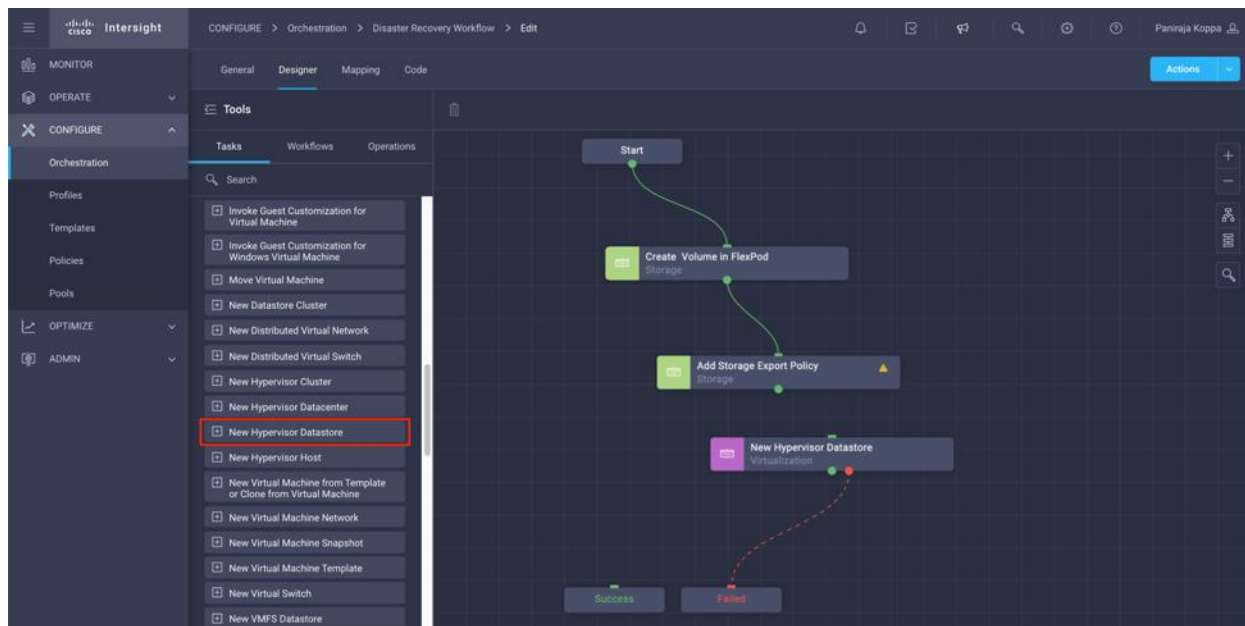 CISCO Intersight
CONFIGURE > Orchestration > Disaster Recovery Workflow > Edit
Paniraja Koppa
MONITOR
OPERATE
CONFIGURE
Orchestration
Profiles
Templates
Policies
Pools
OPTIMIZE
ADMIN
General Designer Mapping Code
Actions
Tools
Tasks Workflows Operations
Search
Invoke Guest Customization for
Virtual Machine
Invoke Guest Customization for
Windows Virtual Machine
Move Virtual Machine
New Datastore Cluster
New Distributed Virtual Network
New Distributed Virtual Switch
New Hypervisor Cluster
New Hypervisor Datacenter
New Hypervisor Datastore
New Hypervisor Host
New Virtual Machine from Template
or Clone from Virtual Machine
New Virtual Machine Network
New Virtual Machine Snapshot
New Virtual Machine Template
New Virtual Switch
New VMFS Datastore
Start
Create Volume in FlexPod
Storage
Add Storage Export Policy
Storage
New Hypervisor Datastore
Virtualization
Success
Failed